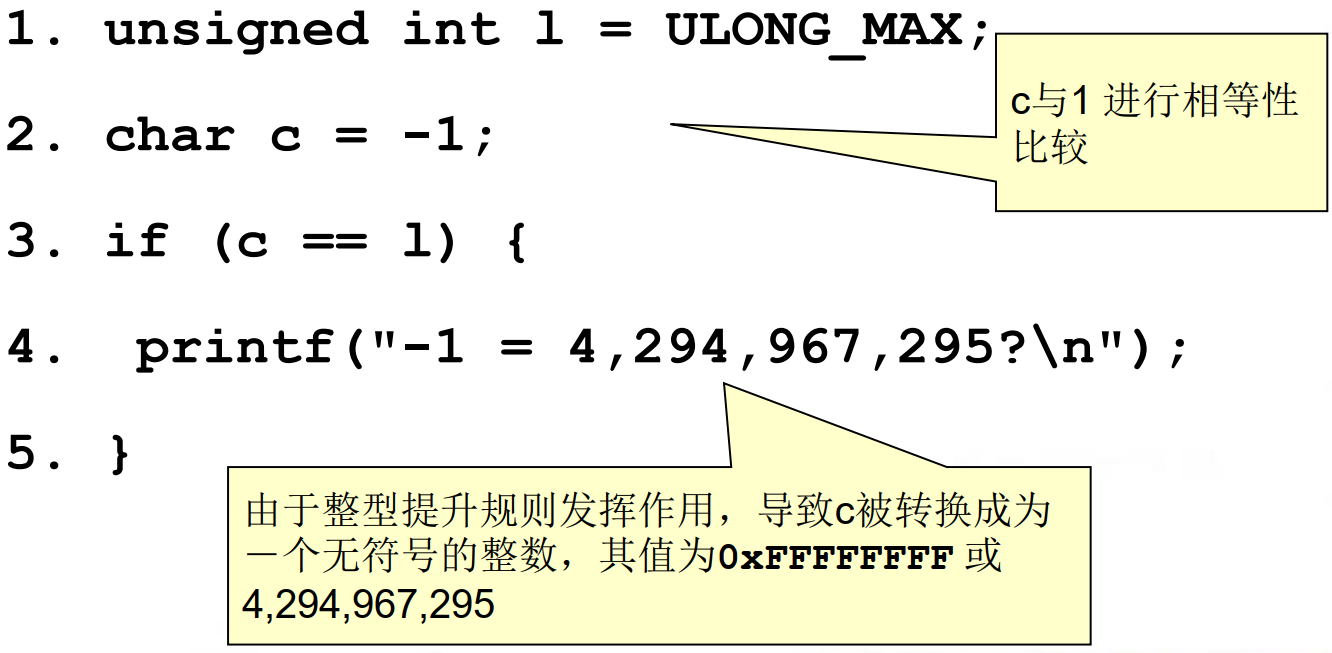 1. unsigned int l = ULONG_MAX;
c与1 进行相等性
比较
2. char c = -1;
3. if (c == l) {
4. printf("-1 = 4,294,967,295?\n");
5. }
由于整型提升规则发挥作用，导致c被转换成为
一个无符号的整数，其值为0xFFFFFFFF 或
4,294,967,295